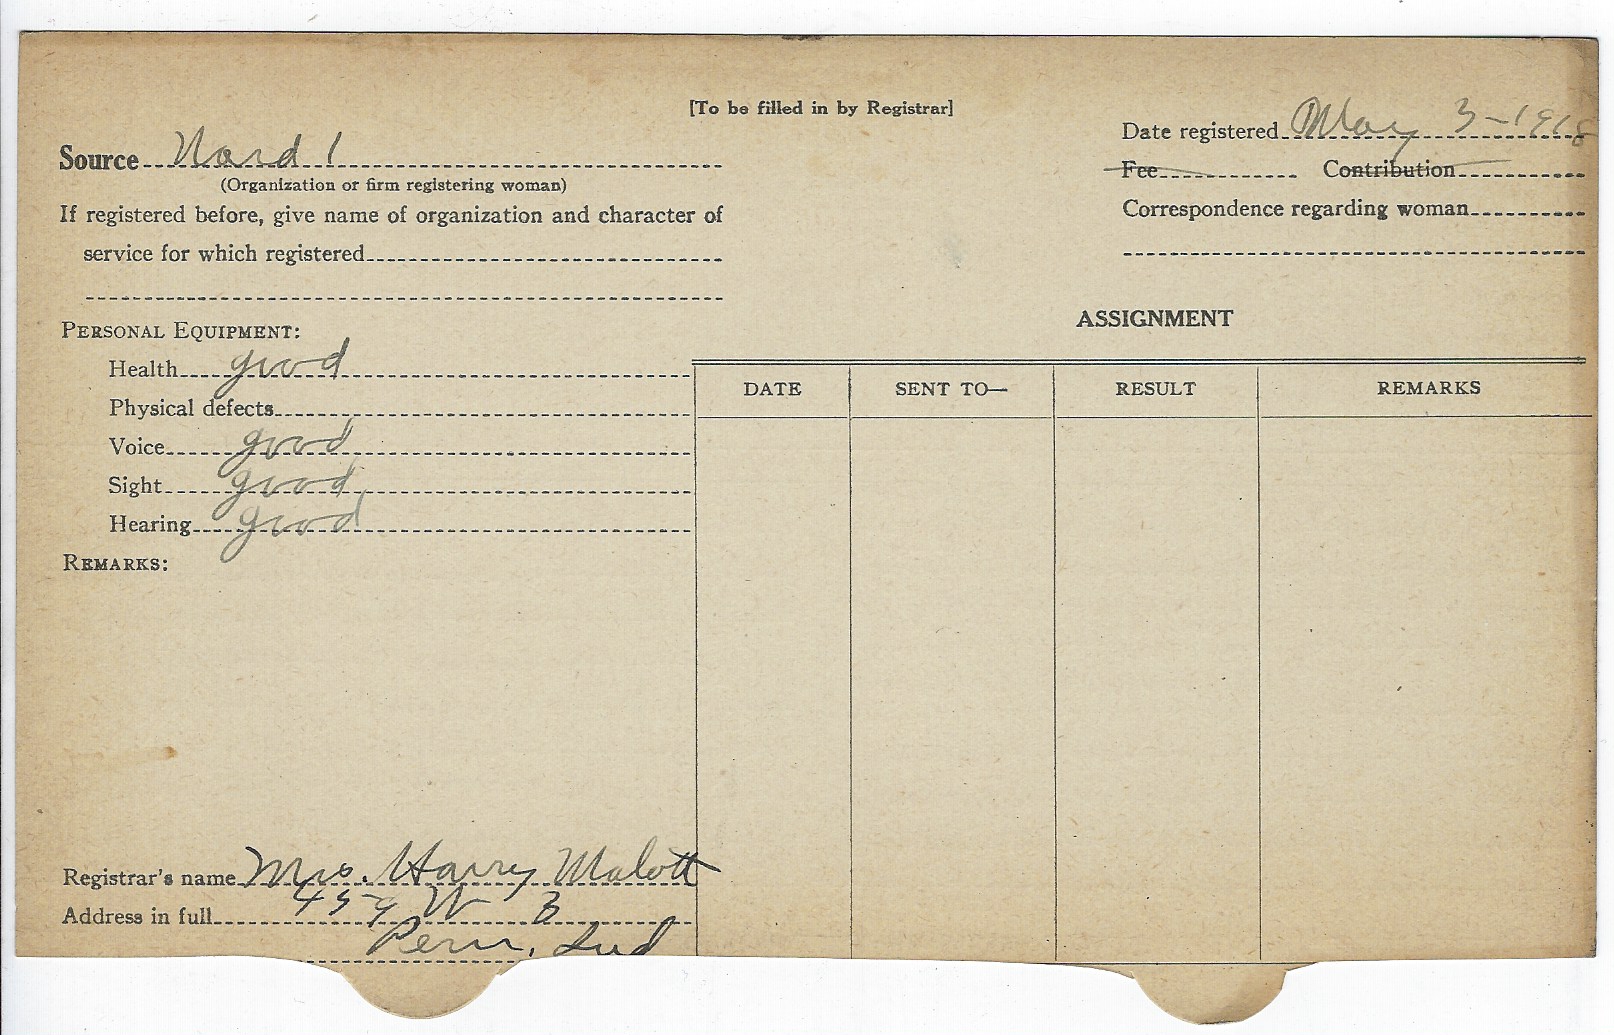 [To be filled in by Registrar]
Source Ward 1
(Organization or firm registering woman)
If registered before, give name of organization and character of
service for which registered
Date registered May 3-1918
Fee Contribution
Correspondence regarding woman
PERSONAL EQUIPMENT:
Health good
Physical defects
Voice good
Sight good
Hearing good
REMARKS:
ASSIGNMENT
DATE SENT TO— RESULT REMARKS
Registrar's name Mrs. Harry Malott
Address in full 459 W 3
Peru, Ind